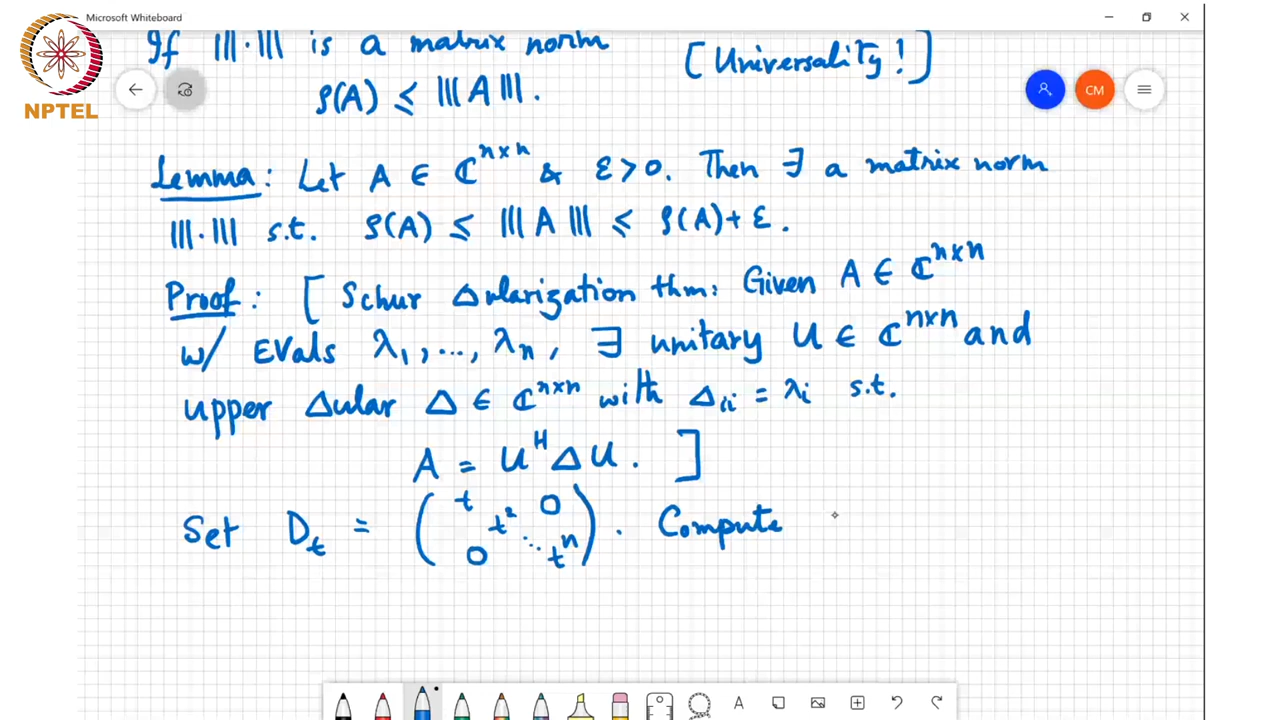 Microsoft Whiteboard
NPTEL
CM
If |||·||| is a matrix norm [Universality!]
ρ(A) ≤ |||A|||.
Lemma: Let A ∈ ℂ^{n×n} & ε>0. Then ∃ a matrix norm
|||·||| s.t. ρ(A) ≤ |||A||| ≤ ρ(A)+ε.
Proof: [Schur Δularization thm: Given A ∈ ℂ^{n×n}
w/ Evals λ₁,..., λₙ, ∃ unitary U ∈ ℂ^{n×n} and
upper Δular Δ ∈ ℂ^{n×n} with Δᵢᵢ = λᵢ s.t.
A = U^H Δ U. ]
Set D_t = ( t t² ⋱ tⁿ 0 0 ). Compute